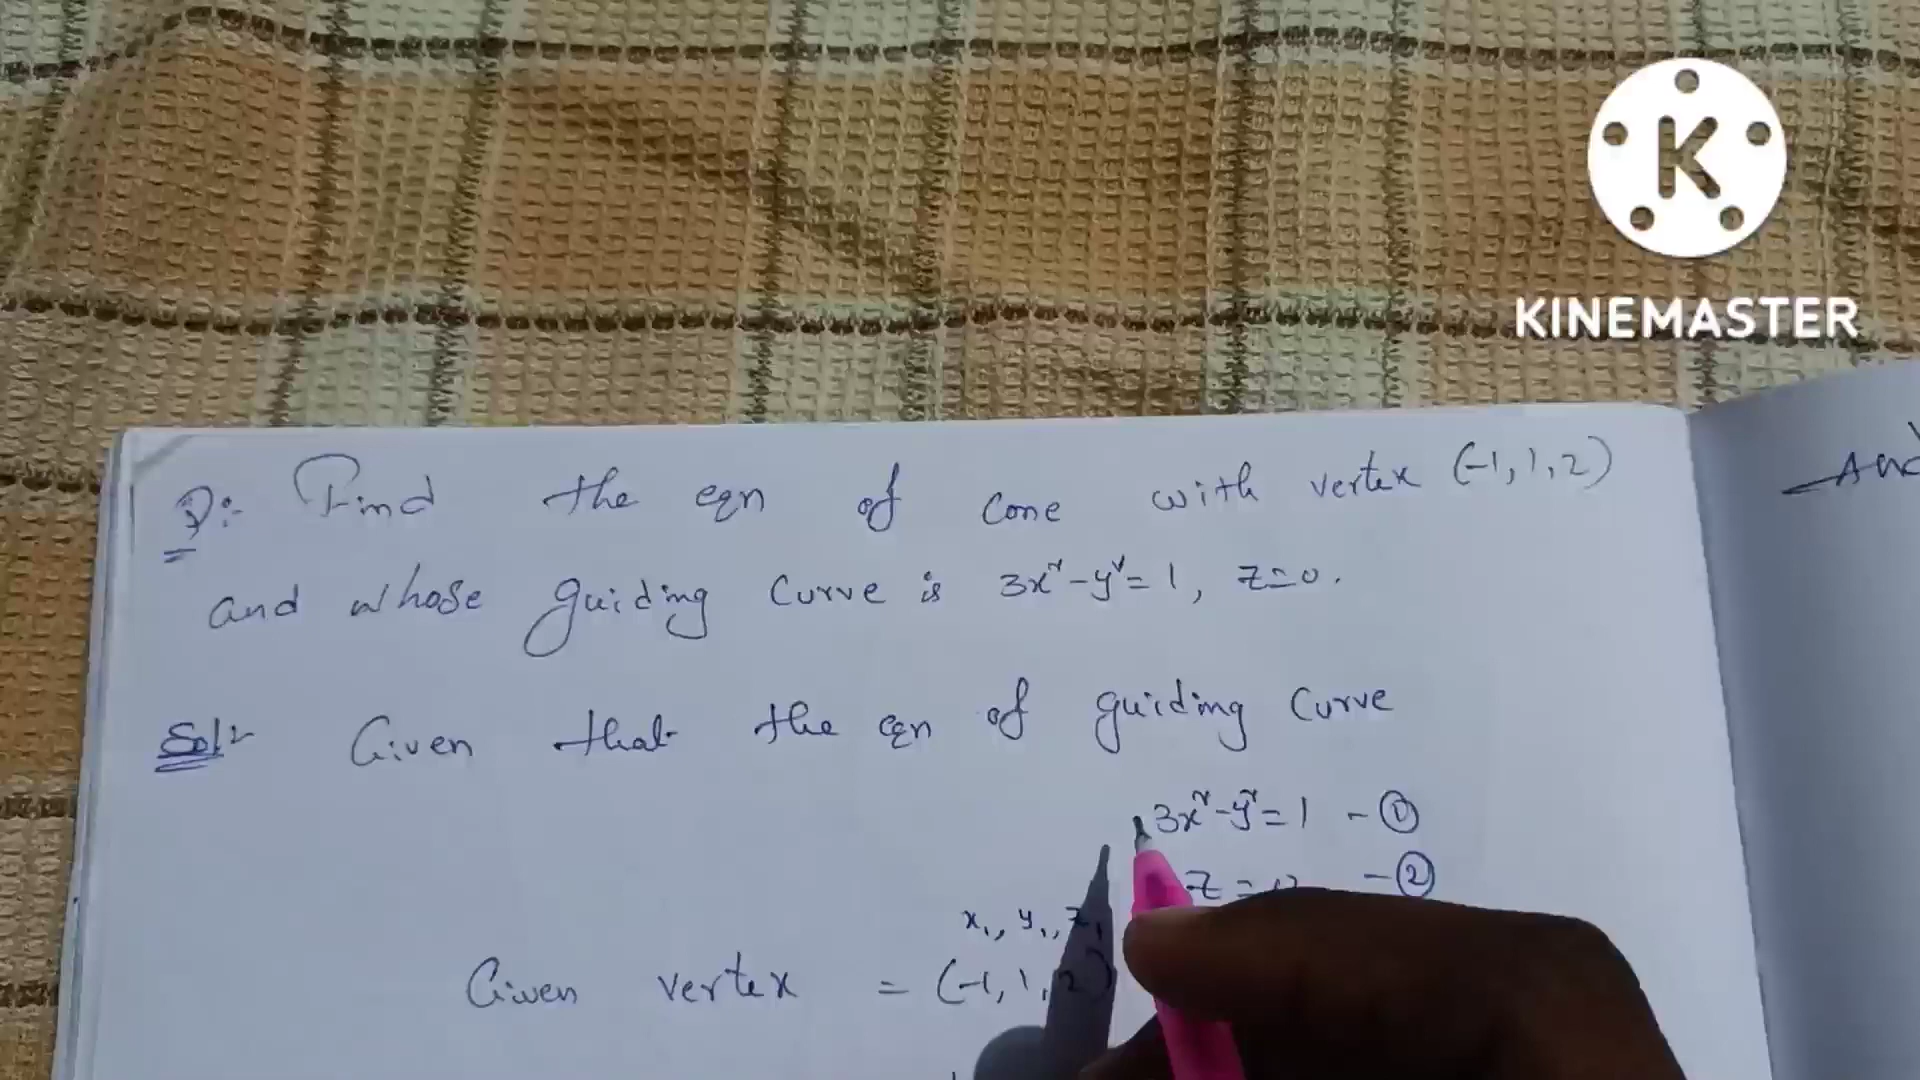 KINEMASTER
Q:- Find the eqn of cone with vertex (-1, 1, 2)
and whose guiding curve is 3x² - y² = 1, z=0.
Sol:- Given that the eqn of guiding curve
3x² - y² = 1 - ①
z = 0 - ②
x₁, y₁, z₁
Given vertex = (-1, 1, 2)